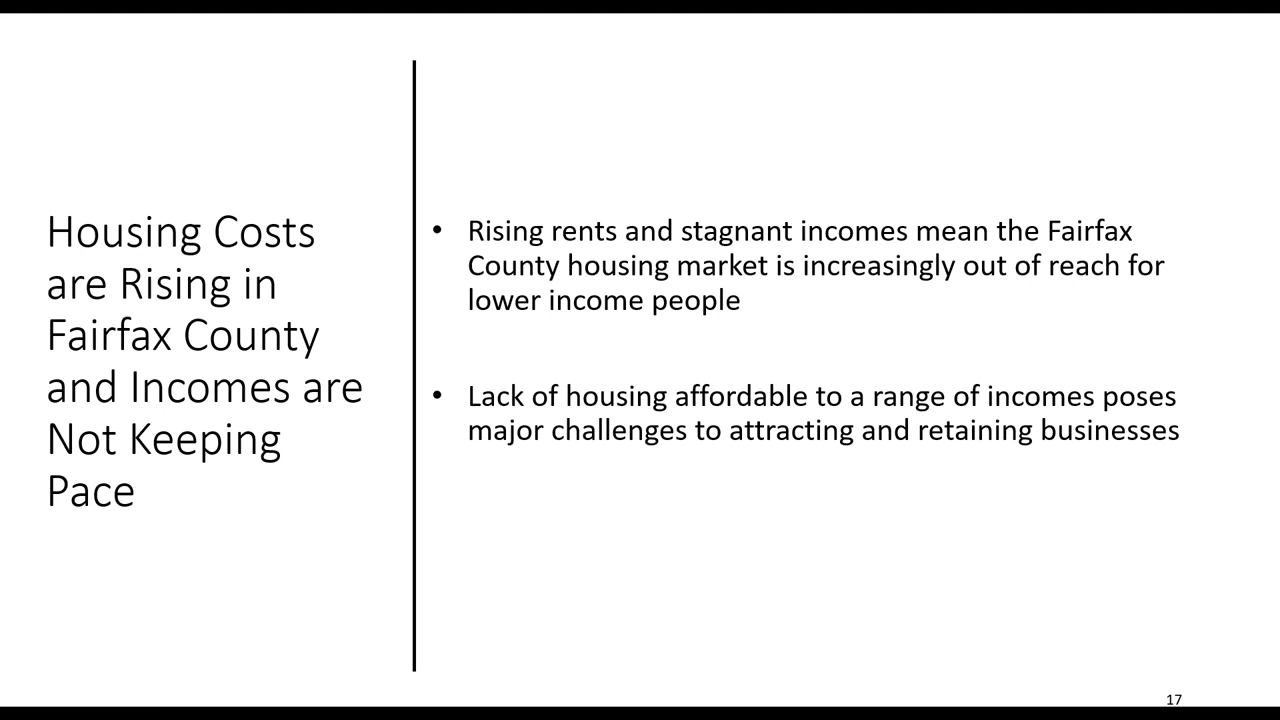 Housing Costs
are Rising in
Fairfax County
and Incomes are
Not Keeping
Pace
• Rising rents and stagnant incomes mean the Fairfax
County housing market is increasingly out of reach for
lower income people
• Lack of housing affordable to a range of incomes poses
major challenges to attracting and retaining businesses
17